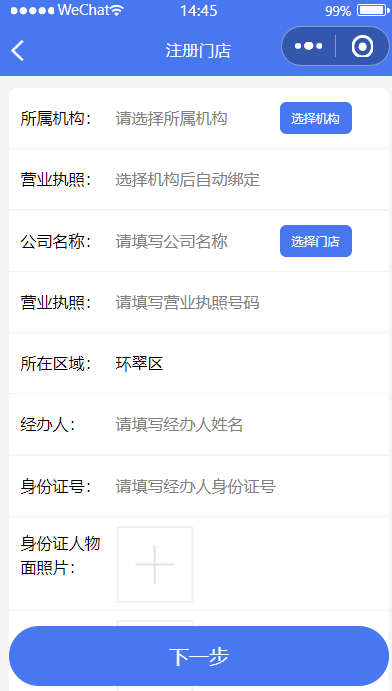 WeChat 14:45 99%
注册门店
所属机构： 请选择所属机构 选择机构
营业执照： 选择机构后自动绑定
公司名称： 请填写公司名称 选择门店
营业执照： 请填写营业执照号码
所在区域： 环翠区
经办人： 请填写经办人姓名
身份证号： 请填写经办人身份证号
身份证人物
面照片：
下一步